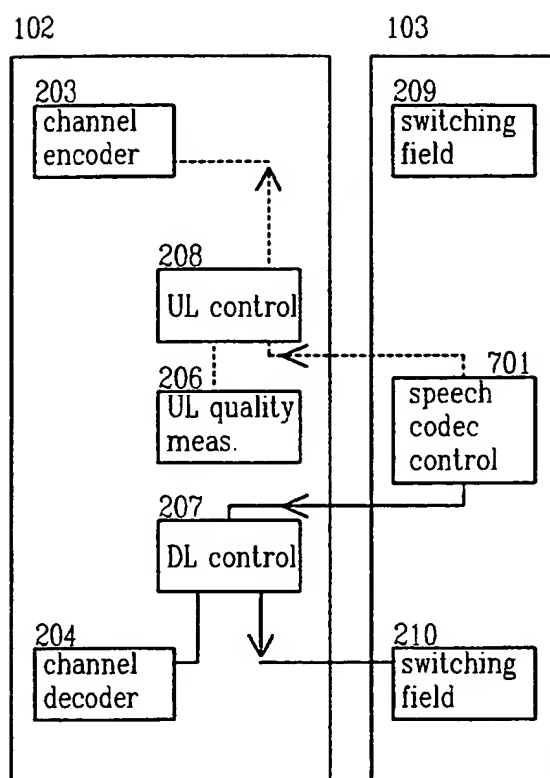 102
103
203
channel
encoder
209
switching
field
208
UL control
206
UL quality
meas.
701
speech
codec
control
207
DL control
204
channel
decoder
210
switching
field